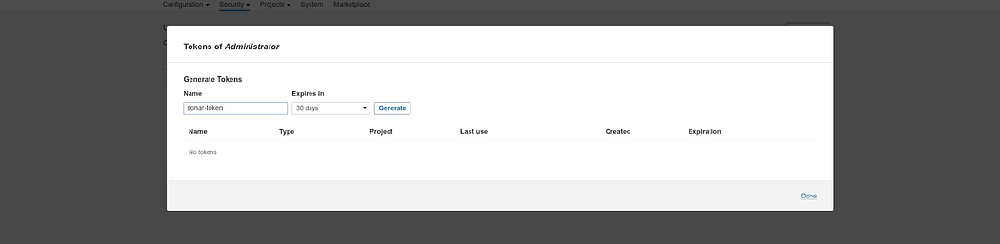 Configuration Security Projects System Marketplace
Tokens of Administrator
Generate Tokens
Name Expires In
sonar-token 30 days Generate
Name Type Project Last use Created Expiration
No tokens
Done